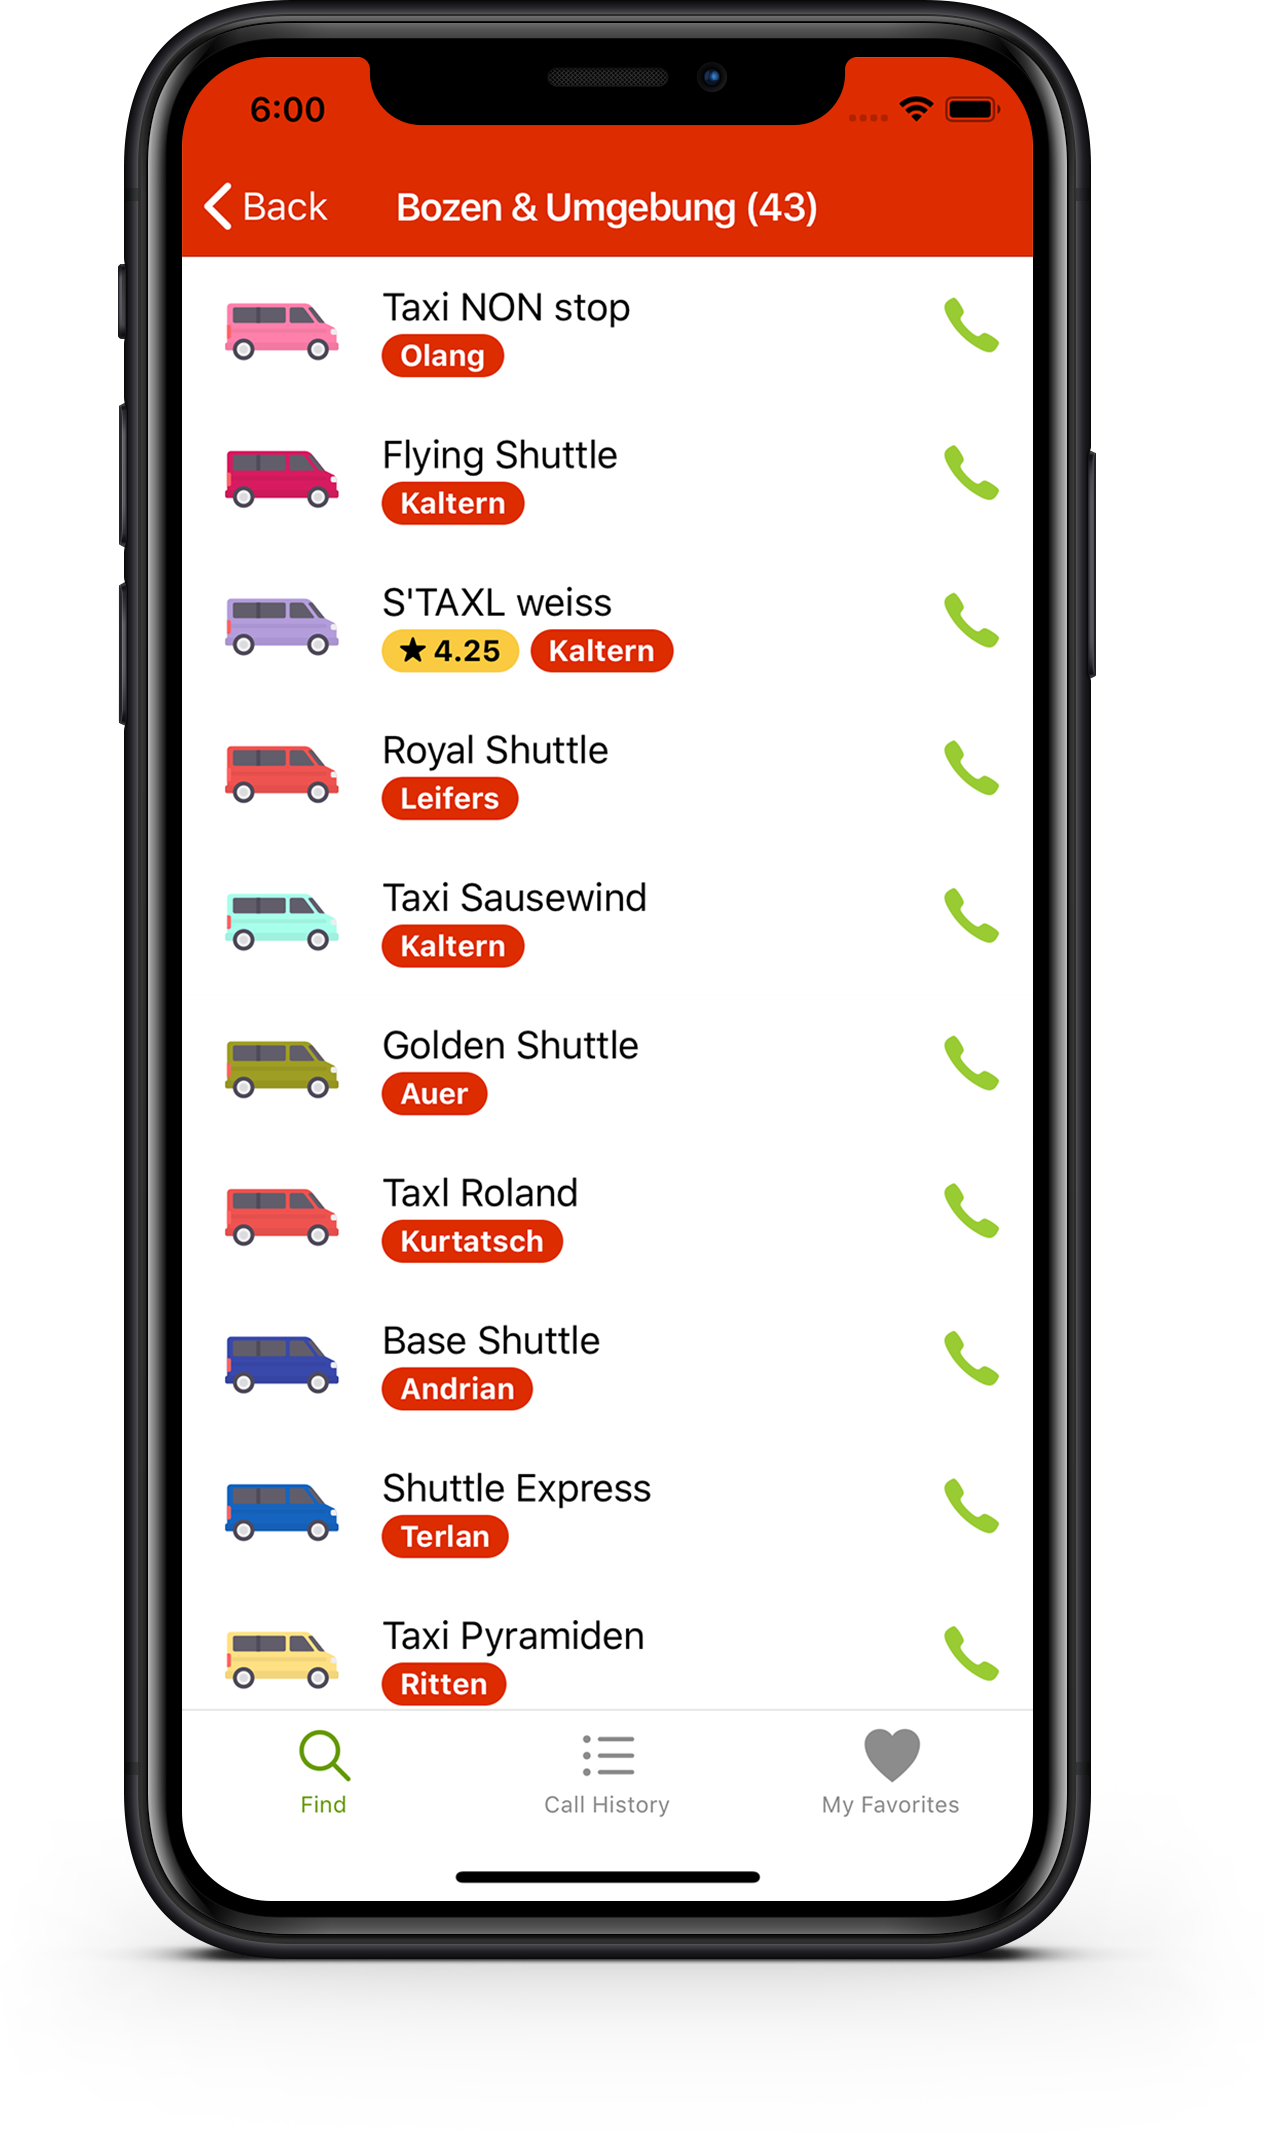 6:00
Back
Bozen & Umgebung (43)
Taxi NON stop
Olang
Flying Shuttle
Kaltern
S'TAXL weiss
★ 4.25 Kaltern
Royal Shuttle
Leifers
Taxi Sausewind
Kaltern
Golden Shuttle
Auer
Taxl Roland
Kurtatsch
Base Shuttle
Andrian
Shuttle Express
Terlan
Taxi Pyramiden
Ritten
Find
Call History
My Favorites